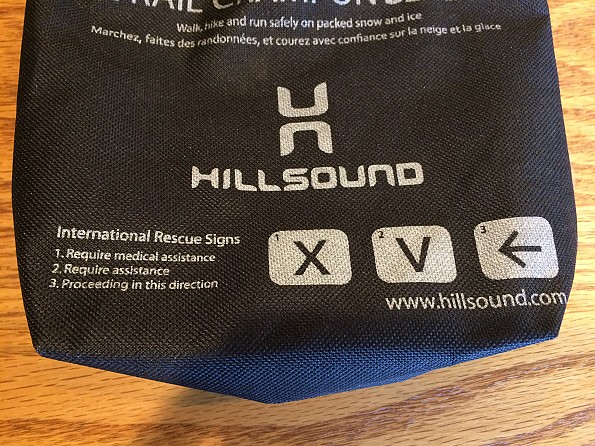 Walk, hike and run safely on packed snow and ice
Marchez, faites des randonnées, et courez avec confiance sur la neige et la glace
HILLSOUND
International Rescue Signs
1. Require medical assistance
2. Require assistance
3. Proceeding in this direction
1 X
2 V
3 ←
www.hillsound.com